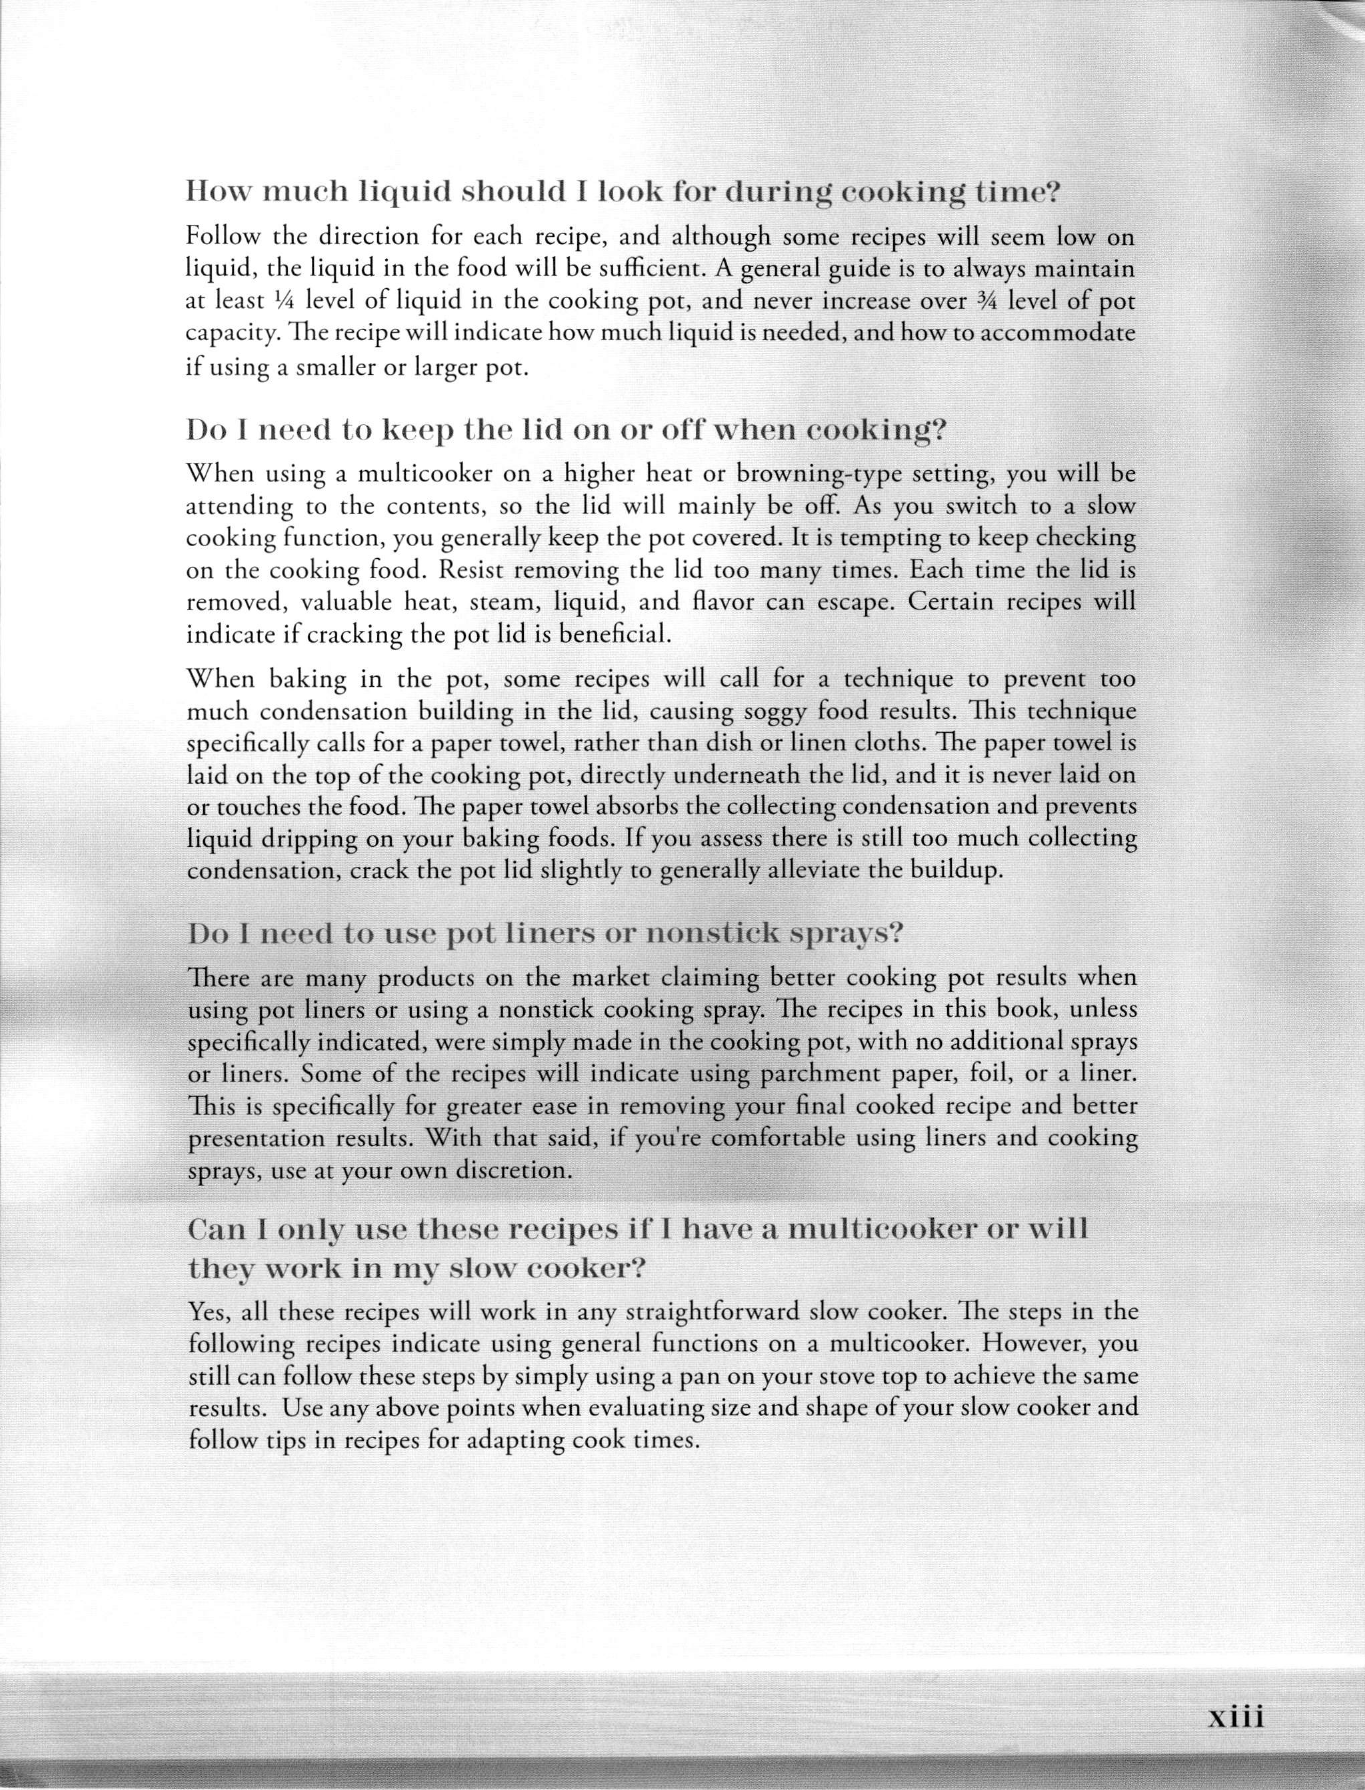 How much liquid should I look for during cooking time?
Follow the direction for each recipe, and although some recipes will seem low on
liquid, the liquid in the food will be sufficient. A general guide is to always maintain
at least ¼ level of liquid in the cooking pot, and never increase over ¾ level of pot
capacity. The recipe will indicate how much liquid is needed, and how to accommodate
if using a smaller or larger pot.
Do I need to keep the lid on or off when cooking?
When using a multicooker on a higher heat or browning-type setting, you will be
attending to the contents, so the lid will mainly be off. As you switch to a slow
cooking function, you generally keep the pot covered. It is tempting to keep checking
on the cooking food. Resist removing the lid too many times. Each time the lid is
removed, valuable heat, steam, liquid, and flavor can escape. Certain recipes will
indicate if cracking the pot lid is beneficial.
When baking in the pot, some recipes will call for a technique to prevent too
much condensation building in the lid, causing soggy food results. This technique
specifically calls for a paper towel, rather than dish or linen cloths. The paper towel is
laid on the top of the cooking pot, directly underneath the lid, and it is never laid on
or touches the food. The paper towel absorbs the collecting condensation and prevents
liquid dripping on your baking foods. If you assess there is still too much collecting
condensation, crack the pot lid slightly to generally alleviate the buildup.
Do I need to use pot liners or nonstick sprays?
There are many products on the market claiming better cooking pot results when
using pot liners or using a nonstick cooking spray. The recipes in this book, unless
specifically indicated, were simply made in the cooking pot, with no additional sprays
or liners. Some of the recipes will indicate using parchment paper, foil, or a liner.
This is specifically for greater ease in removing your final cooked recipe and better
presentation results. With that said, if you're comfortable using liners and cooking
sprays, use at your own discretion.
Can I only use these recipes if I have a multicooker or will
they work in my slow cooker?
Yes, all these recipes will work in any straightforward slow cooker. The steps in the
following recipes indicate using general functions on a multicooker. However, you
still can follow these steps by simply using a pan on your stove top to achieve the same
results. Use any above points when evaluating size and shape of your slow cooker and
follow tips in recipes for adapting cook times.
xiii